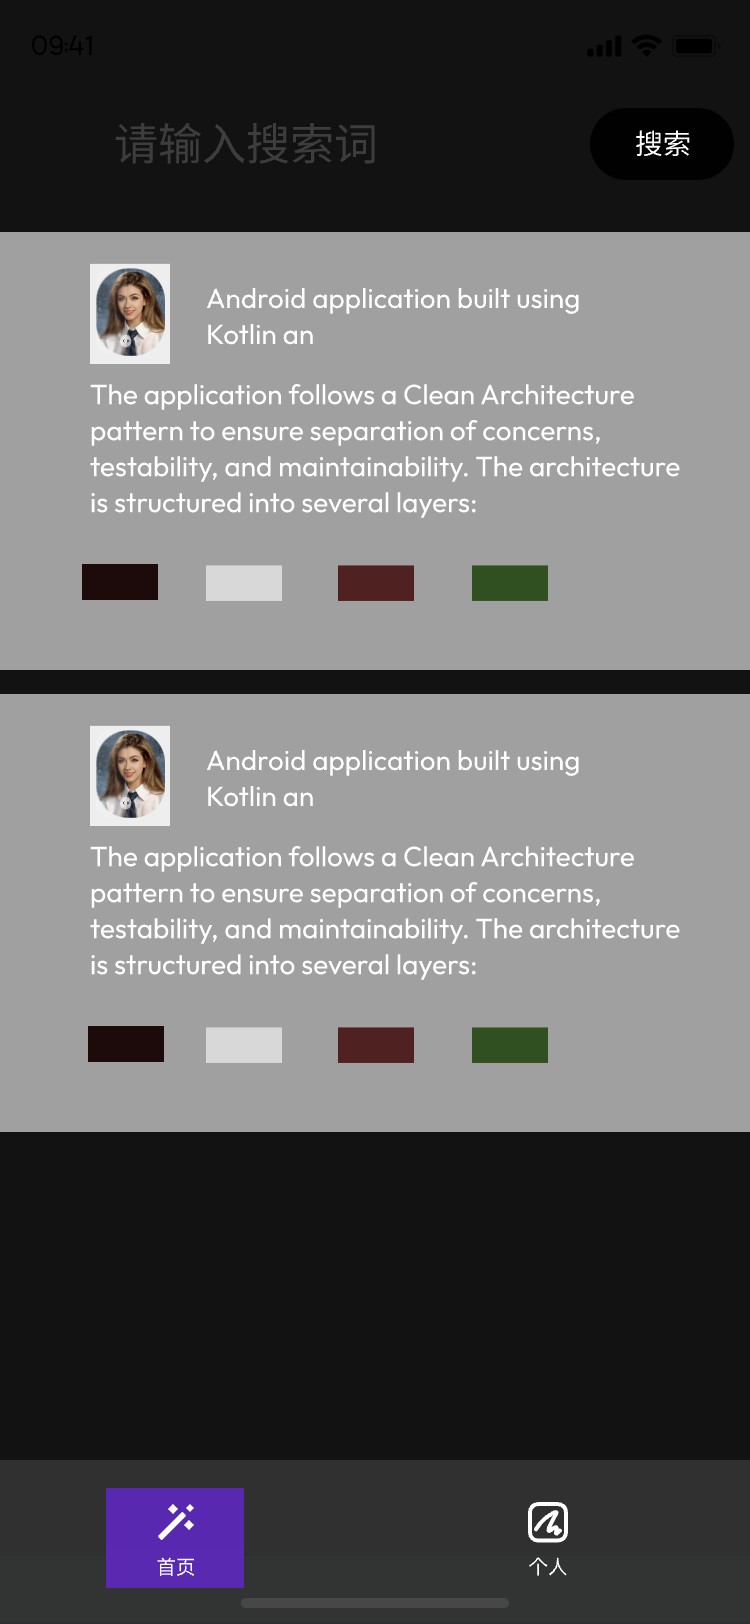 09:41
请输入搜索词
搜索
Android application built using
Kotlin an
The application follows a Clean Architecture
pattern to ensure separation of concerns,
testability, and maintainability. The architecture
is structured into several layers:
Android application built using
Kotlin an
The application follows a Clean Architecture
pattern to ensure separation of concerns,
testability, and maintainability. The architecture
is structured into several layers:
首页
个人